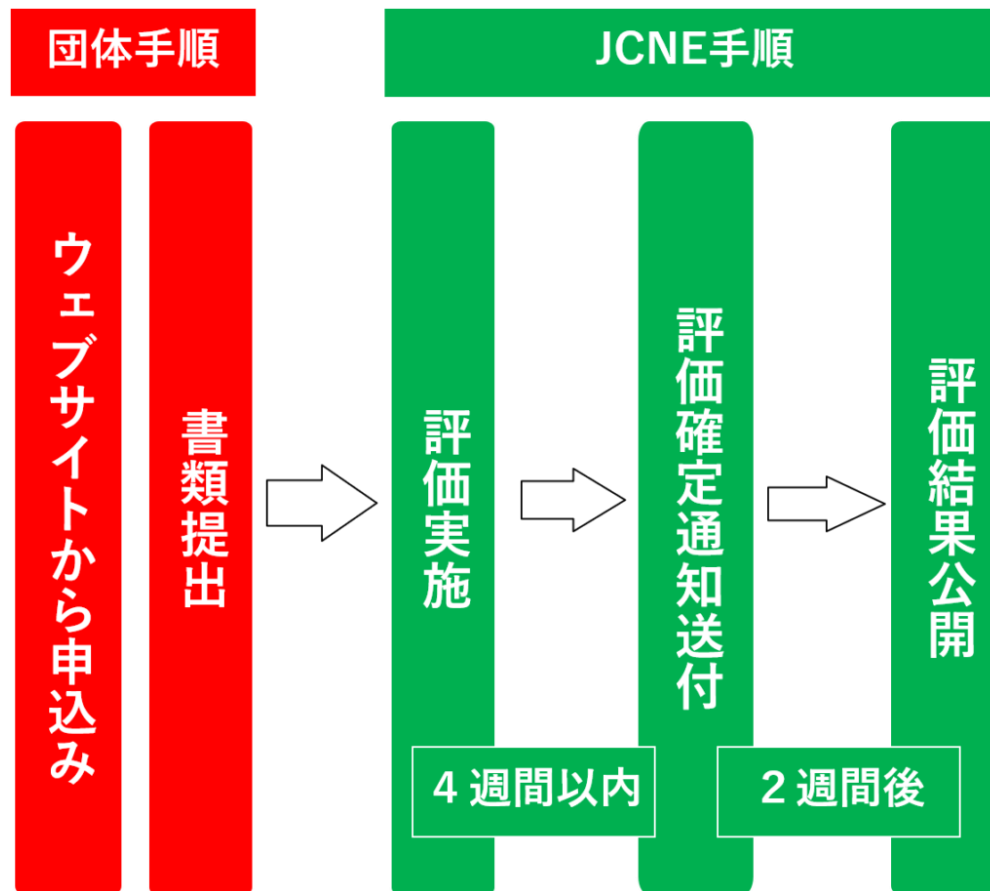 団体手順
JCNE手順
ウェブサイトから申込み
書類提出
評価実施
評価確定通知送付
評価結果公開
４週間以内
２週間後